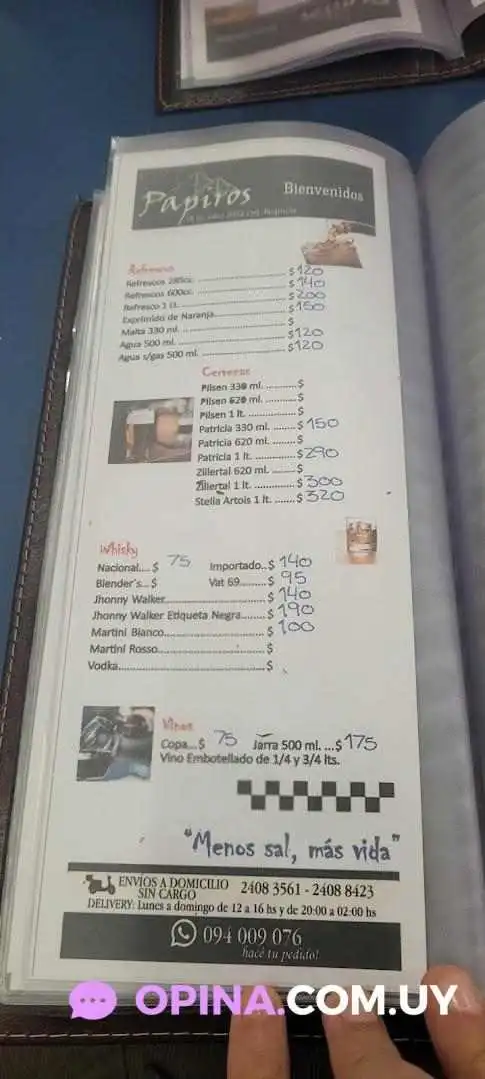 Papiros
Bienvenidos
Refrescos
Refrescos 285cc. $ 120
Refrescos 600cc. $ 140
Refresco 1 Lt. $ 200
Exprimido de Naranja $ 150
Malta 330 ml. $
Agua 500 ml. $ 120
Agua s/gas 500 ml. $ 120
Cervezas
Pilsen 330 ml. $
Pilsen 620 ml. $
Pilsen 1 lt. $
Patricia 330 ml. $ 150
Patricia 620 ml. $
Patricia 1 lt. $ 290
Zillertal 620 ml. $
Zillertal 1 lt. $ 300
Stella Artois 1 lt. $ 320
Whisky
Nacional.... $ 75 Importado.. $ 140
Blender's... $ Vat 69......... $ 95
Jhonny Walker $ 140
Jhonny Walker Etiqueta Negra....... $ 190
Martini Bianco $ 100
Martini Rosso $
Vodka $
Vinos
Copa... $ 75 Jarra 500 ml. ... $ 175
Vino Embotellado de 1/4 y 3/4 lts.
"Menos sal, más vida"
ENVÍOS A DOMICILIO 2408 3561 - 2408 8423
SIN CARGO
DELIVERY: Lunes a domingo de 12 a 16 hs y de 20:00 a 02:00 hs
094 009 076
hacé tu pedido!
OPINA.COM.UY